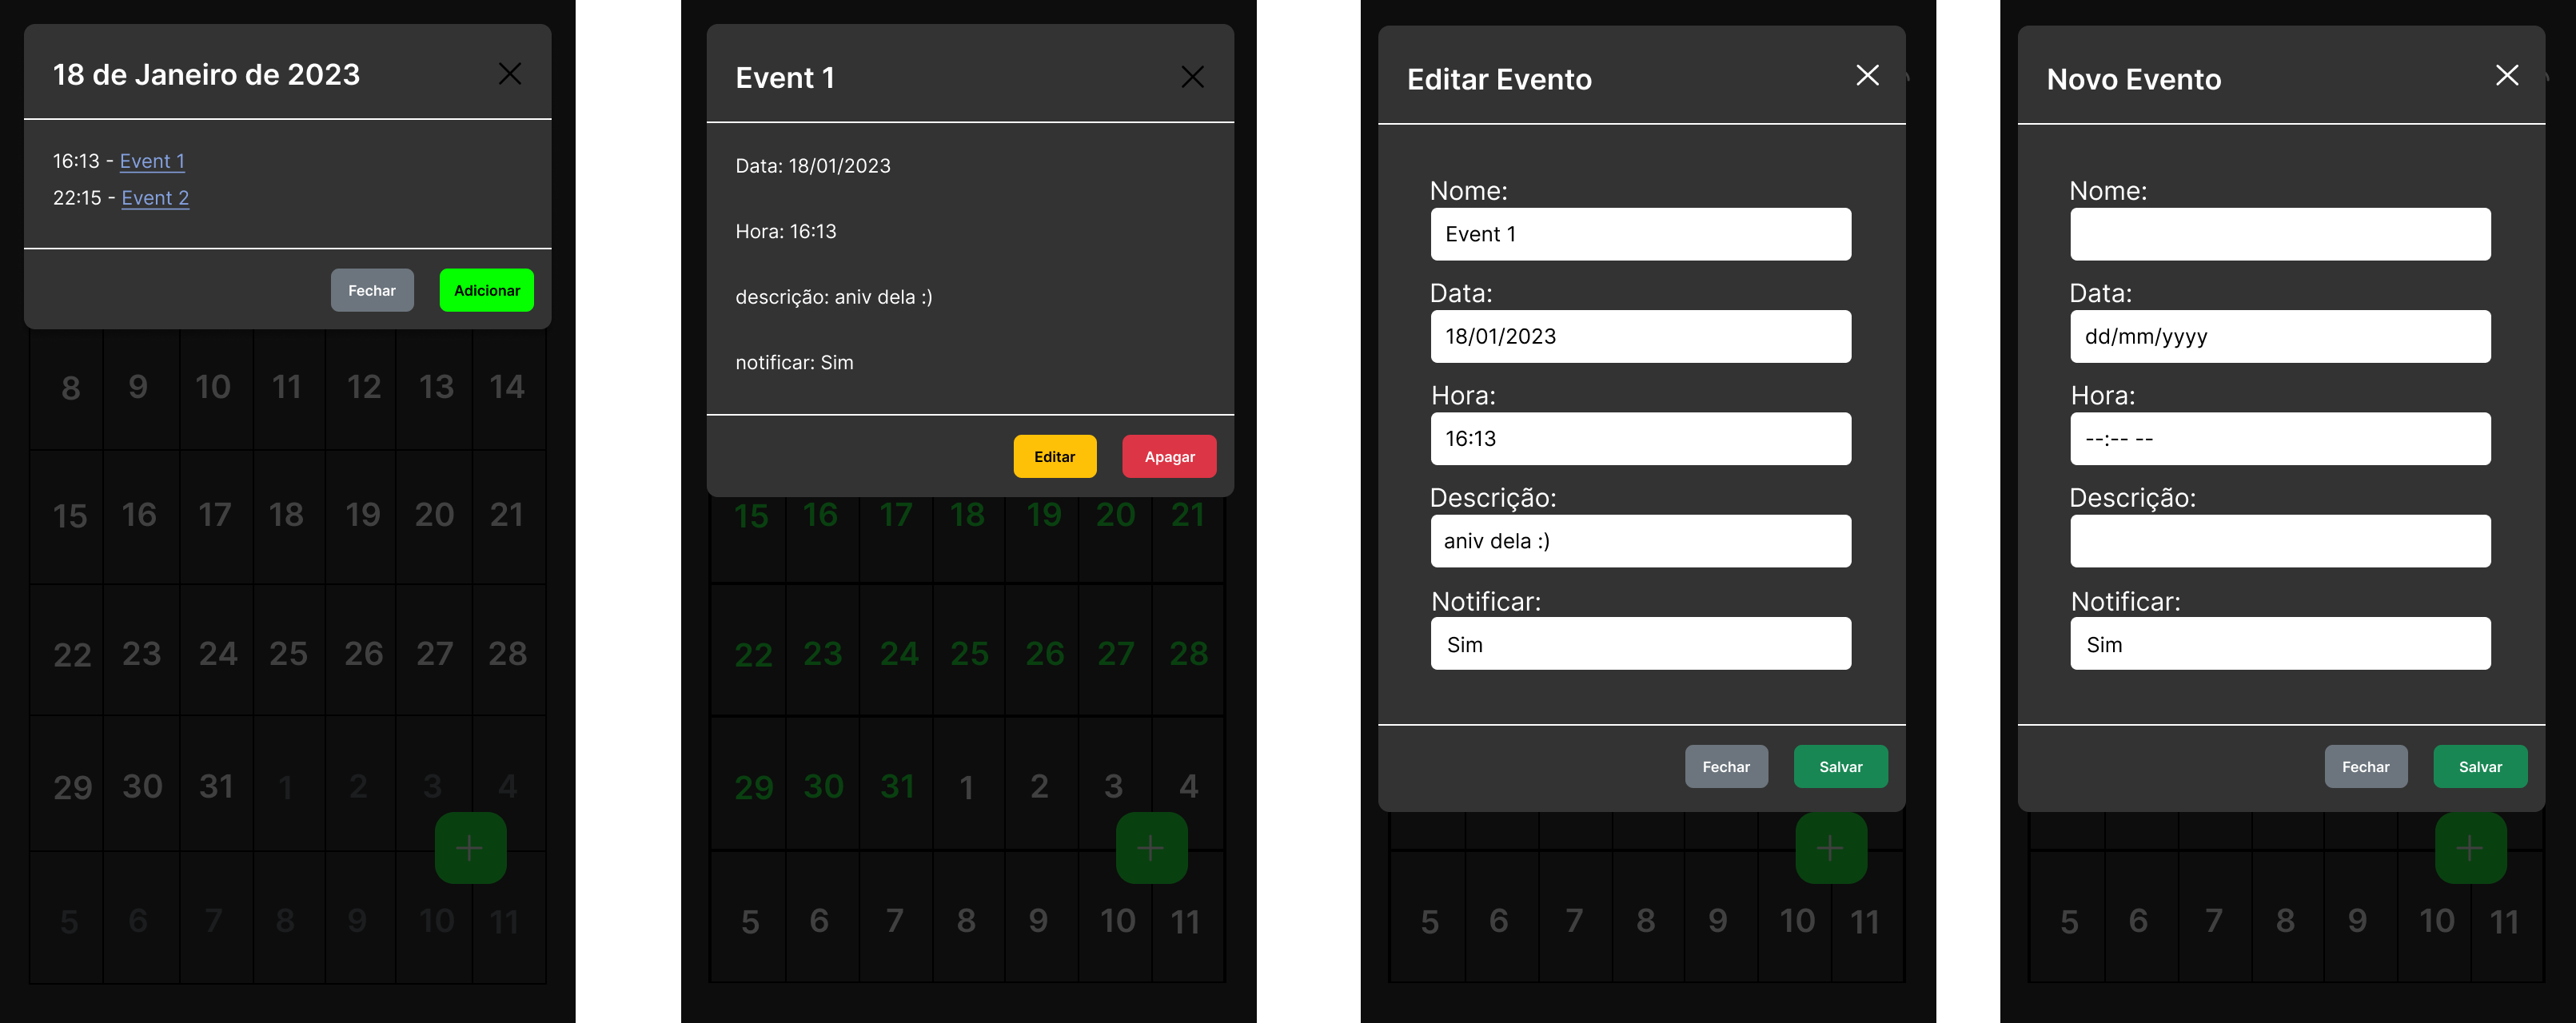 18 de Janeiro de 2023
16:13 - Event 1
22:15 - Event 2
Fechar Adicionar
8 9 10 11 12 13 14
15 16 17 18 19 20 21
22 23 24 25 26 27 28
29 30 31 1 2 3 4
+
5 6 7 8 9 10 11
Event 1
Data: 18/01/2023
Hora: 16:13
descrição: aniv dela :)
notificar: Sim
Editar Apagar
15 16 17 18 19 20 21
22 23 24 25 26 27 28
29 30 31 1 2 3 4
+
5 6 7 8 9 10 11
Editar Evento
Nome:
Event 1
Data:
18/01/2023
Hora:
16:13
Descrição:
aniv dela :)
Notificar:
Sim
Fechar Salvar
+
5 6 7 8 9 10 11
Novo Evento
Nome:
Data:
dd/mm/yyyy
Hora:
--:-- --
Descrição:
Notificar:
Sim
Fechar Salvar
+
5 6 7 8 9 10 11